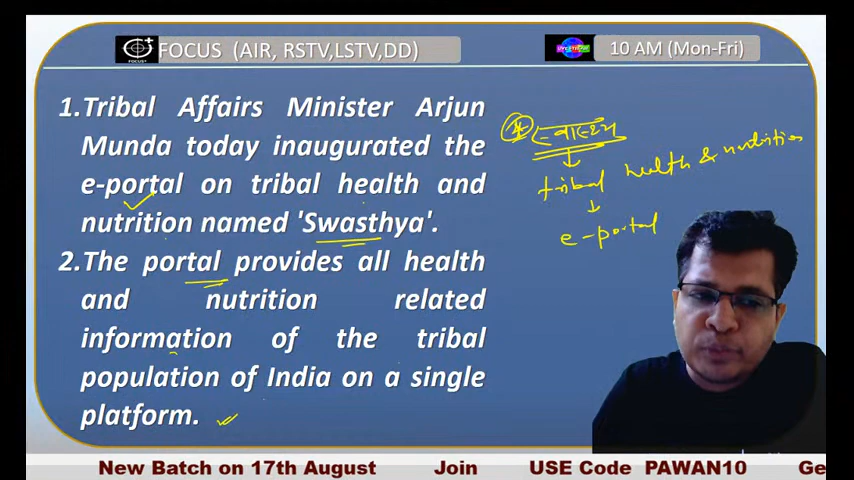 FOCUS (AIR, RSTV,LSTV,DD)
10 AM (Mon-Fri)
1.Tribal Affairs Minister Arjun
Munda today inaugurated the
e-portal on tribal health and
nutrition named 'Swasthya'.
2.The portal provides all health
and nutrition related
information of the tribal
population of India on a single
platform.
tribal health & nutrition
e-portal
New Batch on 17th August Join USE Code PAWAN10 Ge